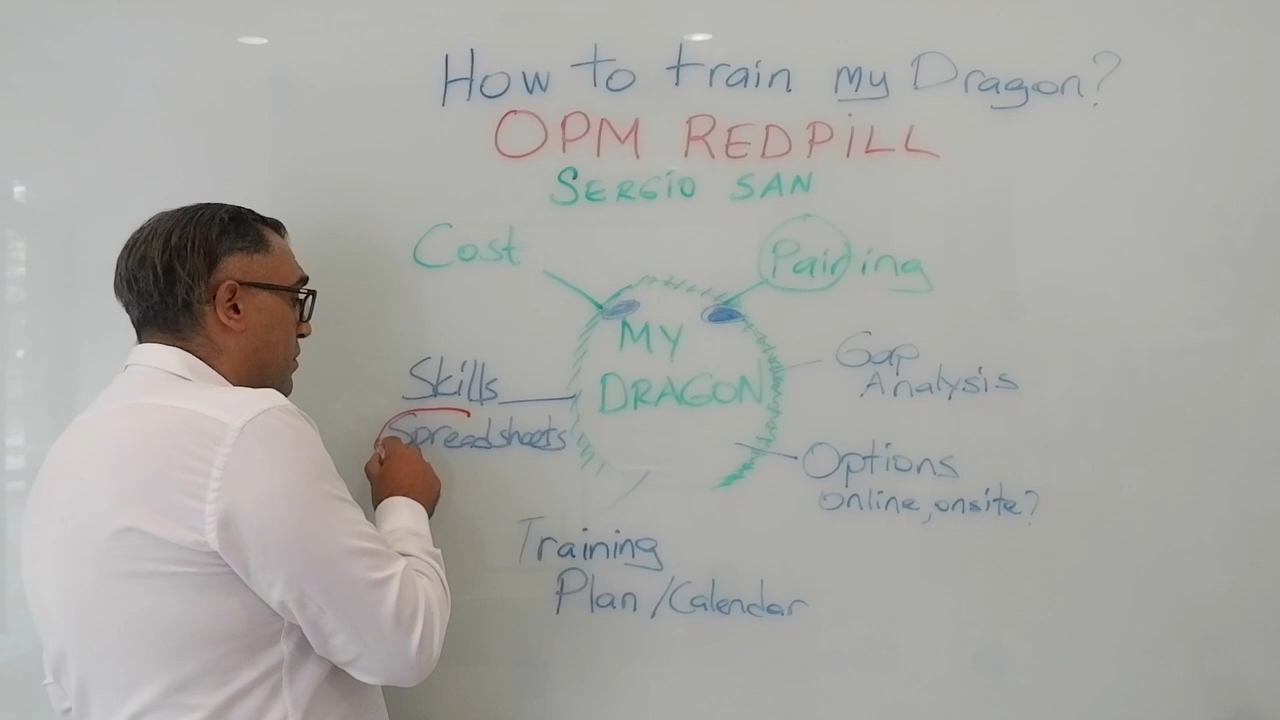 How to train my Dragon?
OPM REDPILL
SERGIO SAN
Cost
Pairing
MY
DRAGON
Skills
Spreadsheets
Gap
Analysis
Options
online, onsite?
Training
Plan / Calendar